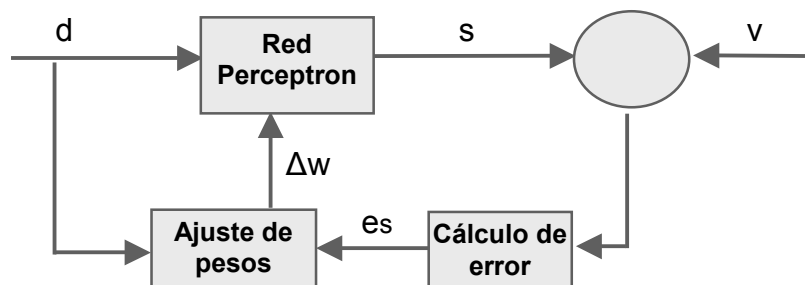 d
Red
Perceptron
s
v
Δw
Ajuste de
pesos
es
Cálculo de
error